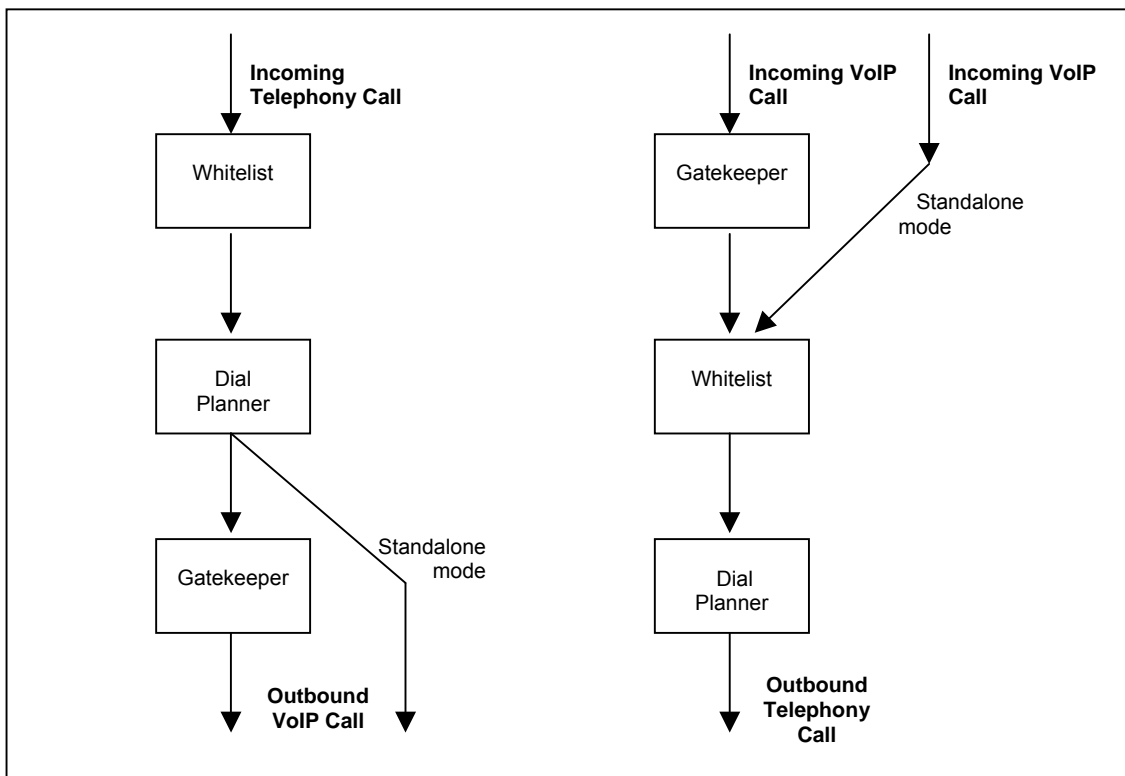 Incoming
Telephony Call
Whitelist
Dial
Planner
Gatekeeper
Standalone
mode
Outbound
VoIP Call
Incoming VoIP
Call
Incoming VoIP
Call
Gatekeeper
Standalone
mode
Whitelist
Dial
Planner
Outbound
Telephony
Call